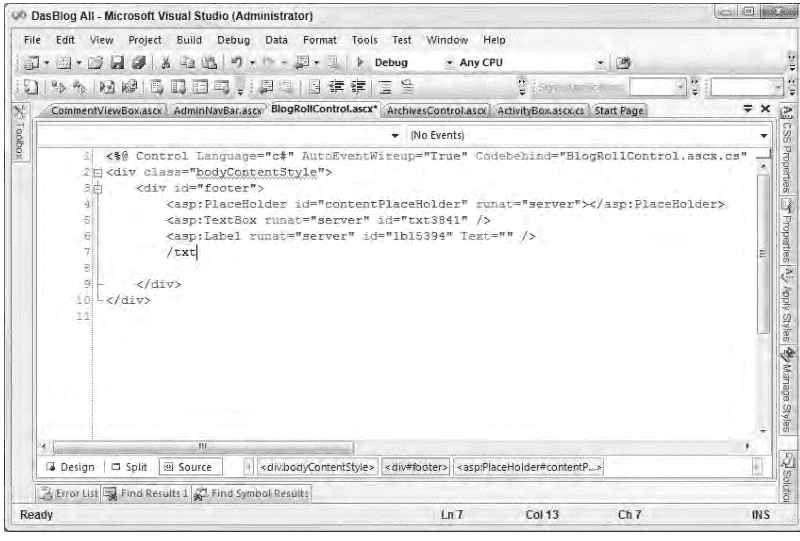 DasBlog All - Microsoft Visual Studio (Administrator)
File Edit View Project Build Debug Data Format Tools Test Window Help
Debug Any CPU
CommentViewBox.ascx AdminNavBar.ascx BlogRollControl.ascx* ArchivesControl.ascx ActivityBox.ascx.cs Start Page
Toolbox
(No Events)
1 <%@ Control Language="c#" AutoEventWireup="True" Codebehind="BlogRollControl.ascx.cs"
2 <div class="bodyContentStyle">
3 <div id="footer">
4 <asp:PlaceHolder id="contentPlaceHolder" runat="server"></asp:PlaceHolder>
5 <asp:TextBox runat="server" id="txt3841" />
6 <asp:Label runat="server" id="lbl5394" Text="" />
7 /txt
8
9 </div>
10 </div>
11
CSS Properties
Properties
Apply Styles
Manage Styles
Solutio
Design Split Source <div.bodyContentStyle> <div#footer> <asp:PlaceHolder#contentP...>
Error List Find Results 1 Find Symbol Results
Ready Ln 7 Col 13 Ch 7 INS